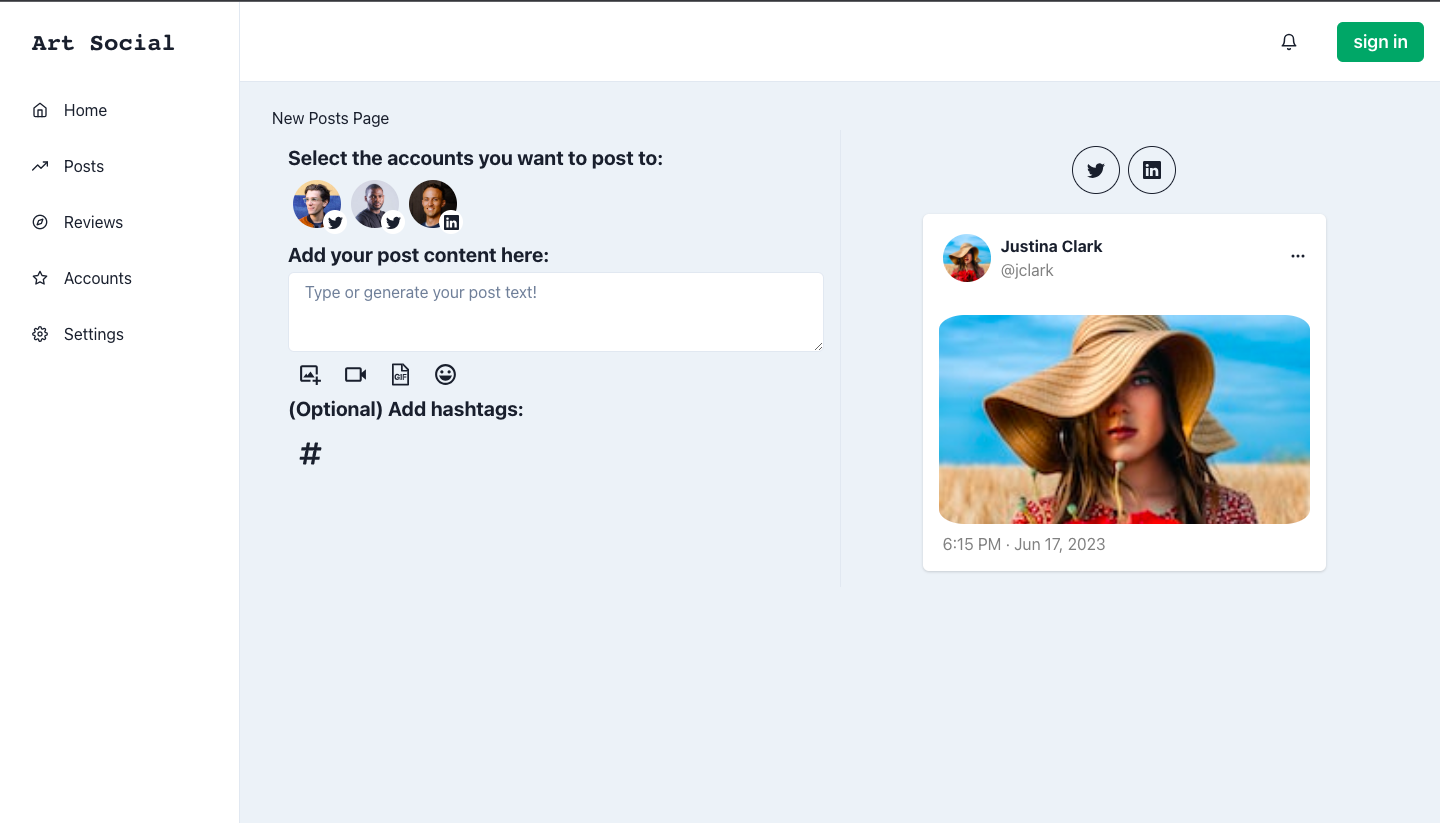 Art Social
sign in
Home
Posts
Reviews
Accounts
Settings
New Posts Page
Select the accounts you want to post to:
in
Add your post content here:
Type or generate your post text!
GIF
(Optional) Add hashtags:
#
in
Justina Clark
@jclark
...
6:15 PM · Jun 17, 2023